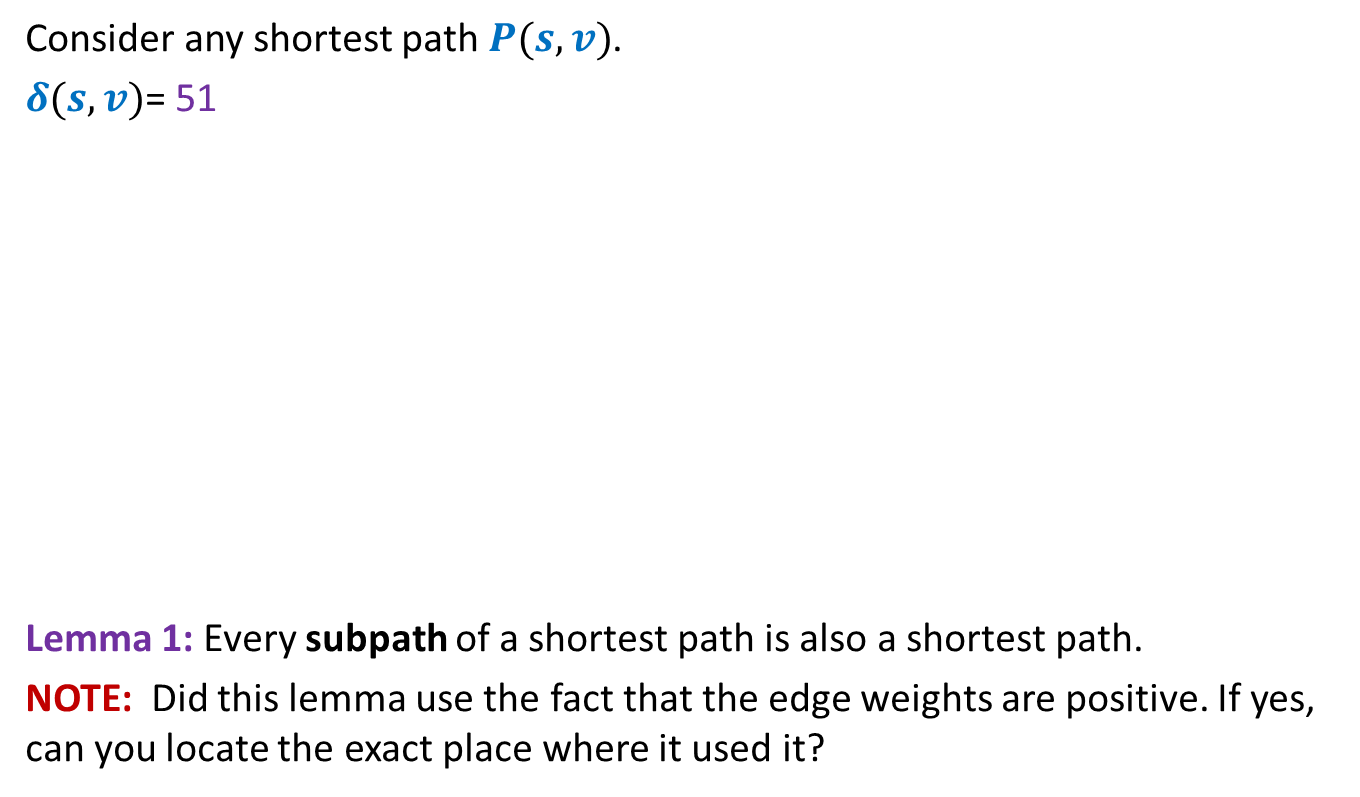 Consider any shortest path P(s, v).
δ(s, v)= 51
Lemma 1: Every subpath of a shortest path is also a shortest path.
NOTE: Did this lemma use the fact that the edge weights are positive. If yes,
can you locate the exact place where it used it?